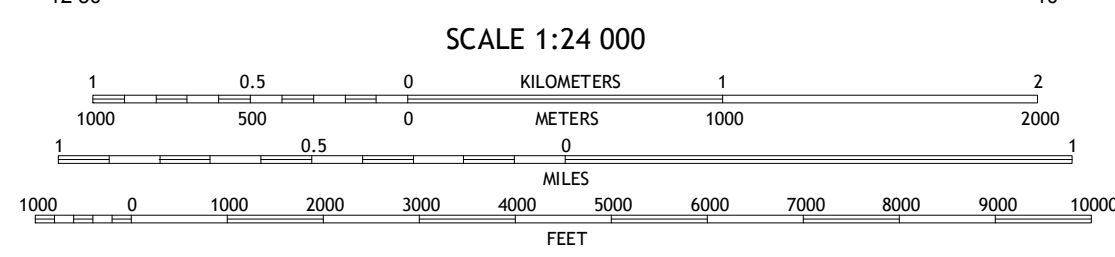 SCALE 1:24 000
1 0.5 0 KILOMETERS 1 2
1000 500 0 METERS 1000 2000
1 0.5 0 1
MILES
1000 0 1000 2000 3000 4000 5000 6000 7000 8000 9000 10000
FEET